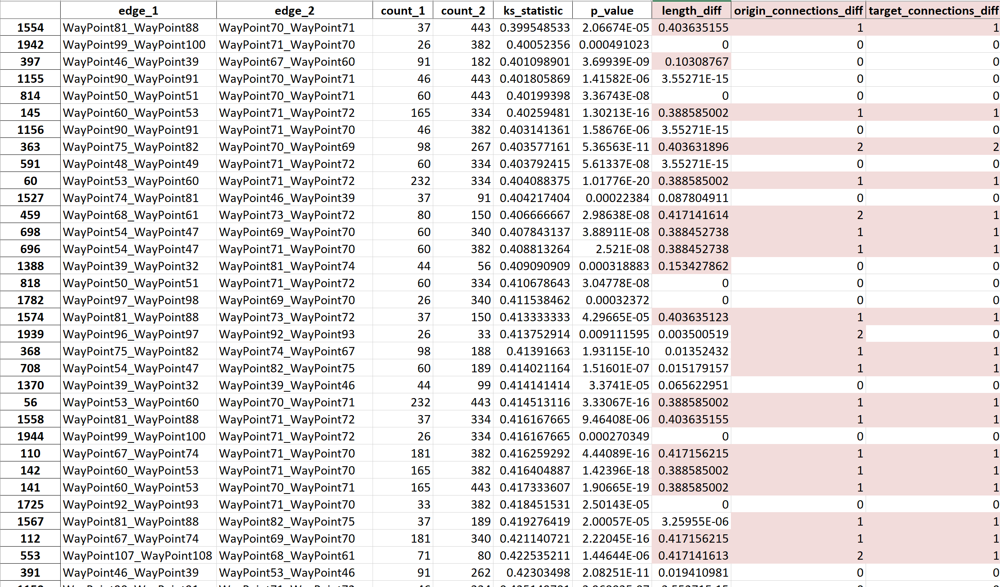 edge_1 edge_2 count_1 count_2 ks_statistic p_value length_diff origin_connections_diff target_connections_diff
1554 WayPoint81_WayPoint88 WayPoint70_WayPoint71 37 443 0.399548533 2.06674E-05 0.403635155 1 1
1942 WayPoint99_WayPoint100 WayPoint71_WayPoint70 26 382 0.40052356 0.000491023 0 0 0
397 WayPoint46_WayPoint39 WayPoint67_WayPoint60 91 182 0.401098901 3.69939E-09 0.10308767 0 0
1155 WayPoint90_WayPoint91 WayPoint70_WayPoint71 46 443 0.401805869 1.41582E-06 3.55271E-15 0 0
814 WayPoint50_WayPoint51 WayPoint70_WayPoint71 60 443 0.40199398 3.36743E-08 0 0 0
145 WayPoint60_WayPoint53 WayPoint71_WayPoint72 165 334 0.40259481 1.30213E-16 0.388585002 1 1
1156 WayPoint90_WayPoint91 WayPoint71_WayPoint70 46 382 0.403141361 1.58676E-06 3.55271E-15 0 0
363 WayPoint75_WayPoint82 WayPoint70_WayPoint69 98 267 0.403577161 5.36563E-11 0.403631896 2 2
591 WayPoint48_WayPoint49 WayPoint71_WayPoint72 60 334 0.403792415 5.61337E-08 3.55271E-15 0 0
60 WayPoint53_WayPoint60 WayPoint71_WayPoint72 232 334 0.404088375 1.01776E-20 0.388585002 1 1
1527 WayPoint74_WayPoint81 WayPoint46_WayPoint39 37 91 0.404217404 0.00022384 0.087804911 0 0
459 WayPoint68_WayPoint61 WayPoint73_WayPoint72 80 150 0.406666667 2.98638E-08 0.417141614 2 1
698 WayPoint54_WayPoint47 WayPoint69_WayPoint70 60 340 0.407843137 3.88911E-08 0.388452738 1 1
696 WayPoint54_WayPoint47 WayPoint71_WayPoint70 60 382 0.408813264 2.521E-08 0.388452738 1 1
1388 WayPoint39_WayPoint32 WayPoint81_WayPoint74 44 56 0.409090909 0.000318883 0.153427862 0 0
818 WayPoint50_WayPoint51 WayPoint71_WayPoint72 60 334 0.410678643 3.04778E-08 0 0 0
1782 WayPoint97_WayPoint98 WayPoint69_WayPoint70 26 340 0.411538462 0.00032372 0 0 0
1574 WayPoint81_WayPoint88 WayPoint73_WayPoint72 37 150 0.413333333 4.29665E-05 0.403635123 1 1
1939 WayPoint96_WayPoint97 WayPoint92_WayPoint93 26 33 0.413752914 0.009111595 0.003500519 2 0
368 WayPoint75_WayPoint82 WayPoint74_WayPoint67 98 188 0.41391663 1.93115E-10 0.01352432 1 1
708 WayPoint54_WayPoint47 WayPoint82_WayPoint75 60 189 0.414021164 1.51601E-07 0.015179157 1 1
1370 WayPoint39_WayPoint32 WayPoint39_WayPoint46 44 99 0.414141414 3.3741E-05 0.065622951 0 0
56 WayPoint53_WayPoint60 WayPoint70_WayPoint71 232 443 0.414513116 3.33067E-16 0.388585002 1 1
1558 WayPoint81_WayPoint88 WayPoint71_WayPoint72 37 334 0.416167665 9.46408E-06 0.403635155 1 1
1944 WayPoint99_WayPoint100 WayPoint71_WayPoint72 26 334 0.416167665 0.000270349 0 0 0
110 WayPoint67_WayPoint74 WayPoint71_WayPoint70 181 382 0.416259292 4.44089E-16 0.417156215 1 1
142 WayPoint60_WayPoint53 WayPoint71_WayPoint70 165 382 0.416404887 1.42396E-18 0.388585002 1 1
141 WayPoint60_WayPoint53 WayPoint70_WayPoint71 165 443 0.417333607 1.90665E-19 0.388585002 1 1
1725 WayPoint92_WayPoint93 WayPoint71_WayPoint70 33 382 0.418451531 2.50143E-05 0 0 0
1567 WayPoint81_WayPoint88 WayPoint82_WayPoint75 37 189 0.419276419 2.00057E-05 3.25955E-06 1 1
112 WayPoint67_WayPoint74 WayPoint69_WayPoint70 181 340 0.421140721 2.22045E-16 0.417156215 1 1
553 WayPoint107_WayPoint108 WayPoint68_WayPoint61 71 80 0.422535211 1.44644E-06 0.417141613 2 1
391 WayPoint46_WayPoint39 WayPoint53_WayPoint46 91 262 0.42303498 2.08251E-11 0.019410981 0 0